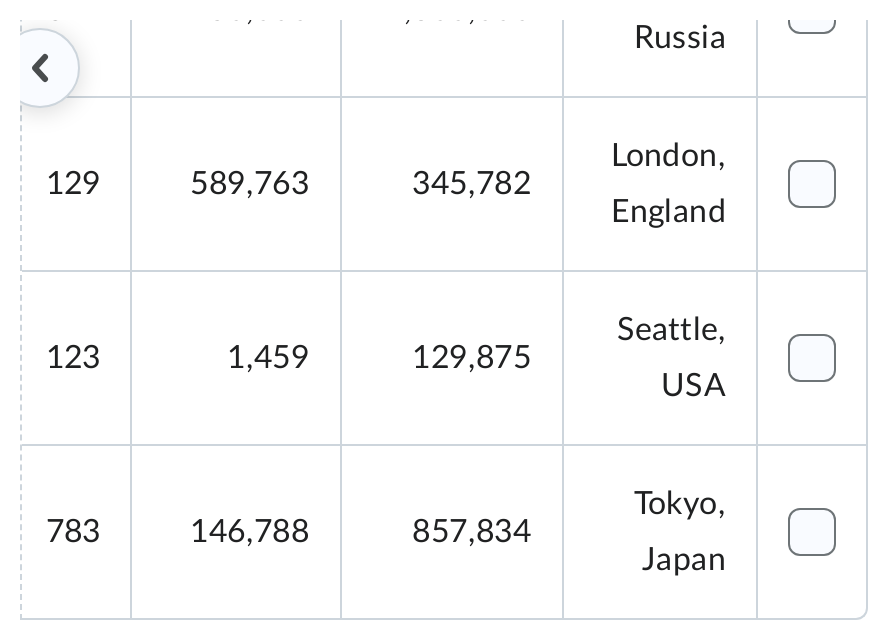 Russia
129 589,763 345,782 London,
England
123 1,459 129,875 Seattle,
USA
783 146,788 857,834 Tokyo,
Japan